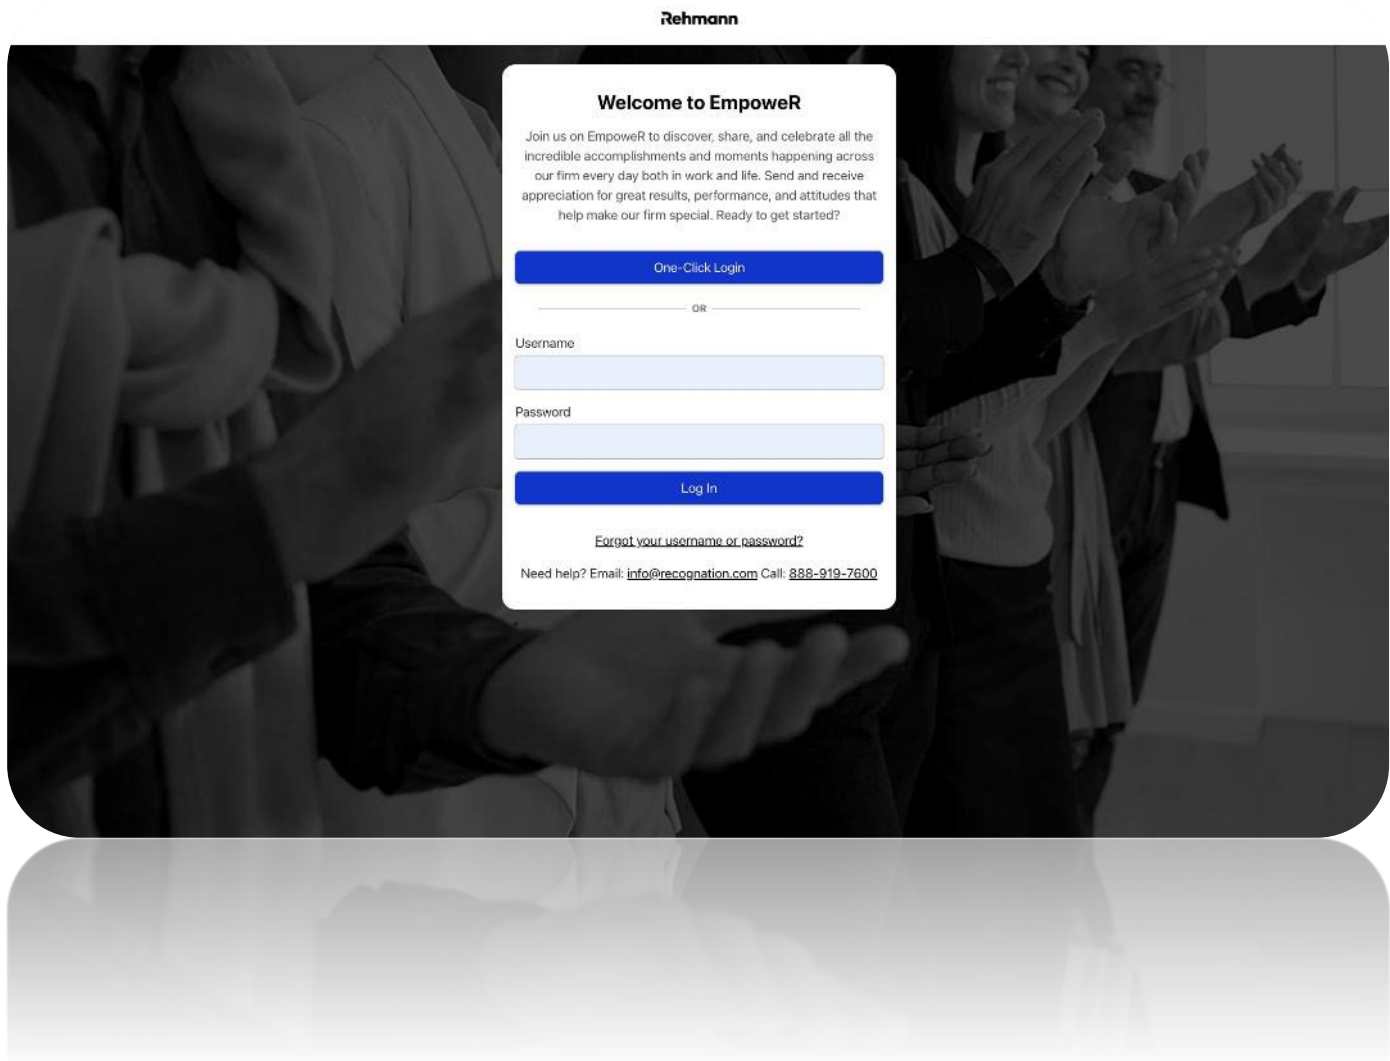 Rehmann
Welcome to EmpoweR
Join us on EmpoweR to discover, share, and celebrate all the
incredible accomplishments and moments happening across
our firm every day both in work and life. Send and receive
appreciation for great results, performance, and attitudes that
help make our firm special. Ready to get started?
One-Click Login
OR
Username
Password
Log In
Forgot your username or password?
Need help? Email: info@recognation.com Call: 888-919-7600